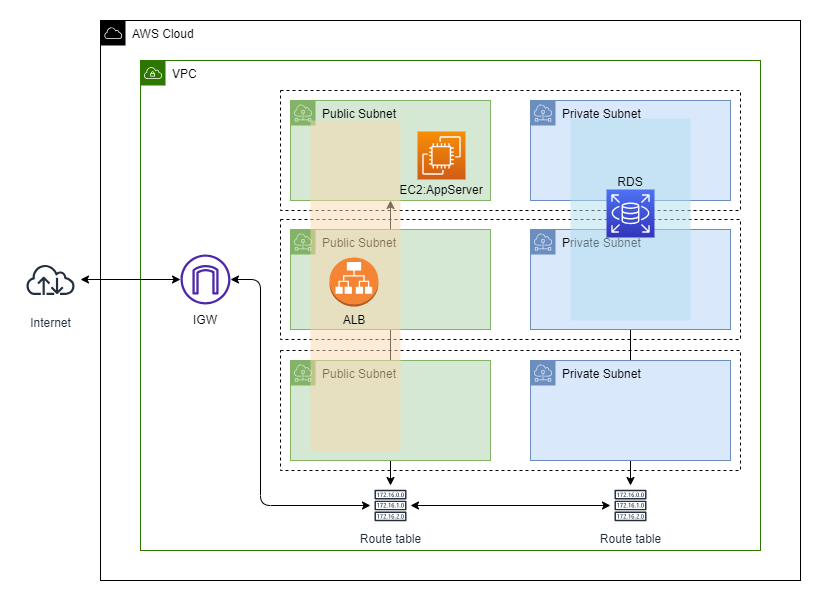 AWS Cloud
VPC
Public Subnet
Private Subnet
EC2:AppServer
RDS
Public Subnet
Private Subnet
ALB
Internet
IGW
Public Subnet
Private Subnet
172.16.0.0
172.16.1.0
172.16.2.0
Route table
172.16.0.0
172.16.1.0
172.16.2.0
Route table